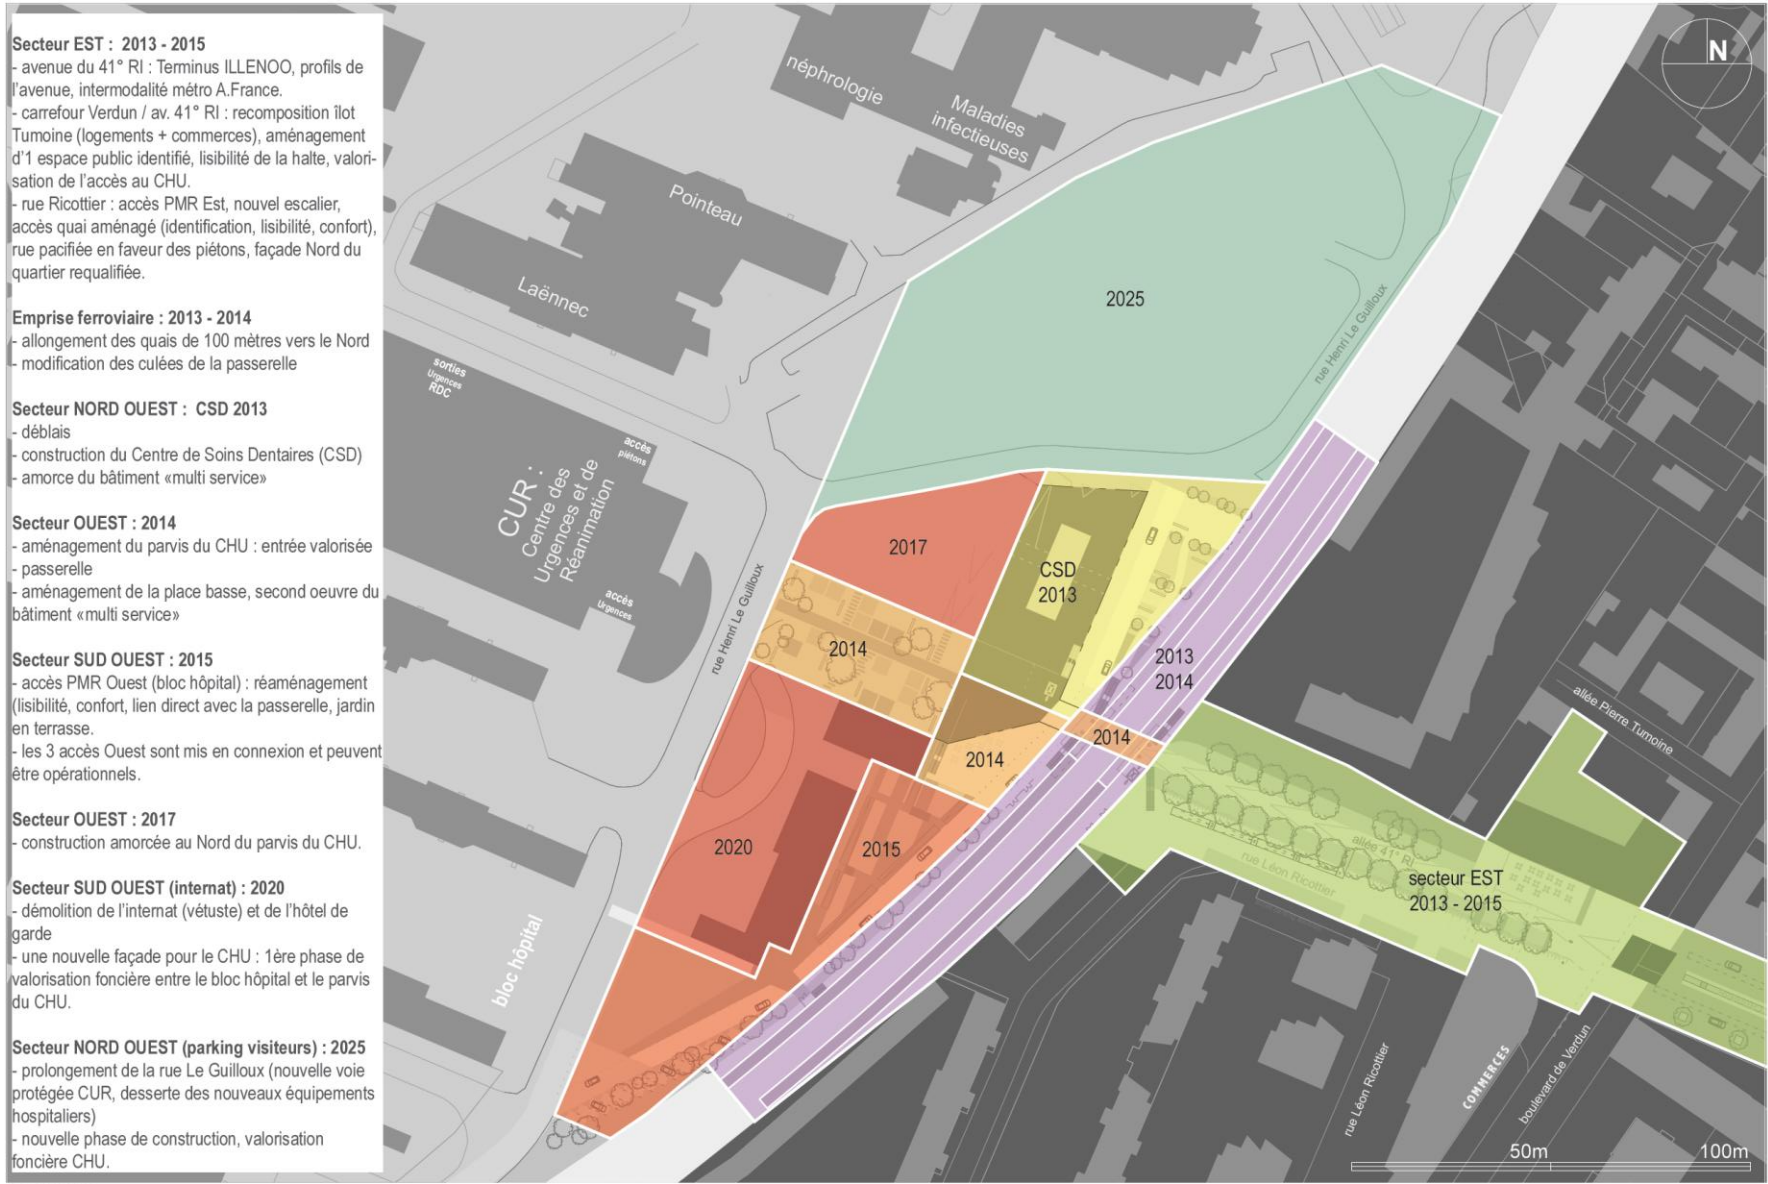 Secteur EST :  2013 - 2015
- avenue du 41° RI : Terminus ILLENOO, profils de
l'avenue, intermodalité métro A.France.
- carrefour Verdun / av. 41° RI : recomposition îlot
Tumoine (logements + commerces), aménagement
d'1 espace public identifié, lisibilité de la halte, valori-
sation de l'accès au CHU.
- rue Ricottier : accès PMR Est, nouvel escalier,
accès quai aménagé (identification, lisibilité, confort),
rue pacifiée en faveur des piétons, façade Nord du
quartier requalifiée.
Emprise ferroviaire : 2013 - 2014
- allongement des quais de 100 mètres vers le Nord
- modification des culées de la passerelle
Secteur NORD OUEST :  CSD 2013
- déblais
- construction du Centre de Soins Dentaires (CSD)
- amorce du bâtiment «multi service»
Secteur OUEST : 2014
- aménagement du parvis du CHU : entrée valorisée
- passerelle
- aménagement de la place basse, second oeuvre du
bâtiment «multi service»
Secteur SUD OUEST : 2015
- accès PMR Ouest (bloc hôpital) : réaménagement
(lisibilité, confort, lien direct avec la passerelle, jardin
en terrasse.
- les 3 accès Ouest sont mis en connexion et peuvent
être opérationnels.
Secteur OUEST : 2017
- construction amorcée au Nord du parvis du CHU.
Secteur SUD OUEST (internat) : 2020
- démolition de l'internat (vétuste) et de l'hôtel de
garde
- une nouvelle façade pour le CHU : 1ère phase de
valorisation foncière entre le bloc hôpital et le parvis
du CHU.
Secteur NORD OUEST (parking visiteurs) : 2025
- prolongement de la rue Le Guilloux (nouvelle voie
protégée CUR, desserte des nouveaux équipements
hospitaliers)
- nouvelle phase de construction, valorisation
foncière CHU.
N
néphrologie
Maladies
infectieuses
Pointeau
Laënnec
2025
rue Henri Le Guilloux
sorties
Urgences
RDC
accès
piétons
CUR :
Centre des
Urgences et de
Réanimation
accès
Urgences
rue Henri Le Guilloux
2017
CSD
2013
2014
2013
2014
2014
2014
2020
2015
bloc hôpital
allée Pierre Tumoine
allée 41° RI
rue Léon Ricottier
secteur EST
2013 - 2015
rue Léon Ricottier
COMMERCES
boulevard de Verdun
50m
100m